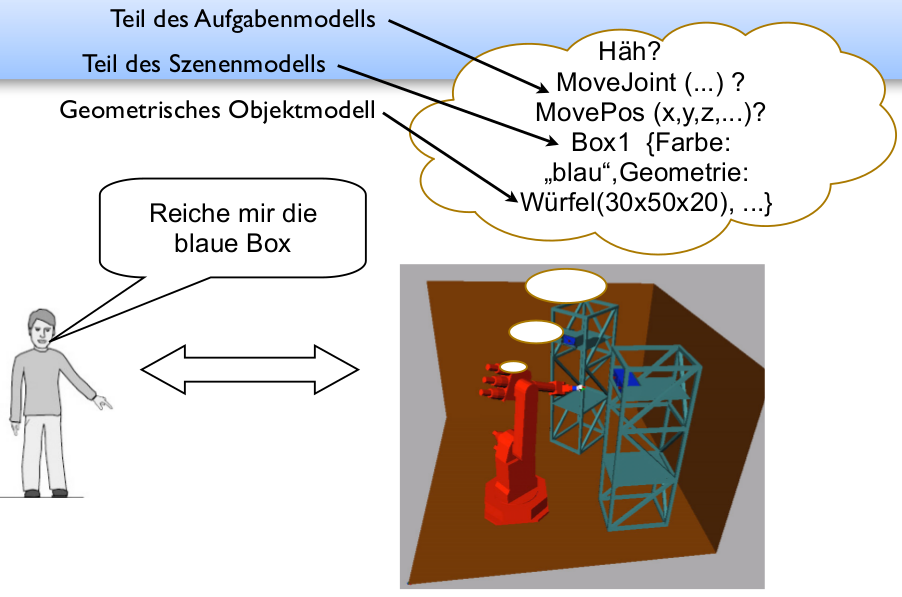 Teil des Aufgabenmodells
Teil des Szenenmodells
Geometrisches Objektmodell
Häh?
MoveJoint (...) ?
MovePos (x,y,z,...)?
Box1  {Farbe:
„blau“,Geometrie:
Würfel(30x50x20), ...}
Reiche mir die
blaue Box